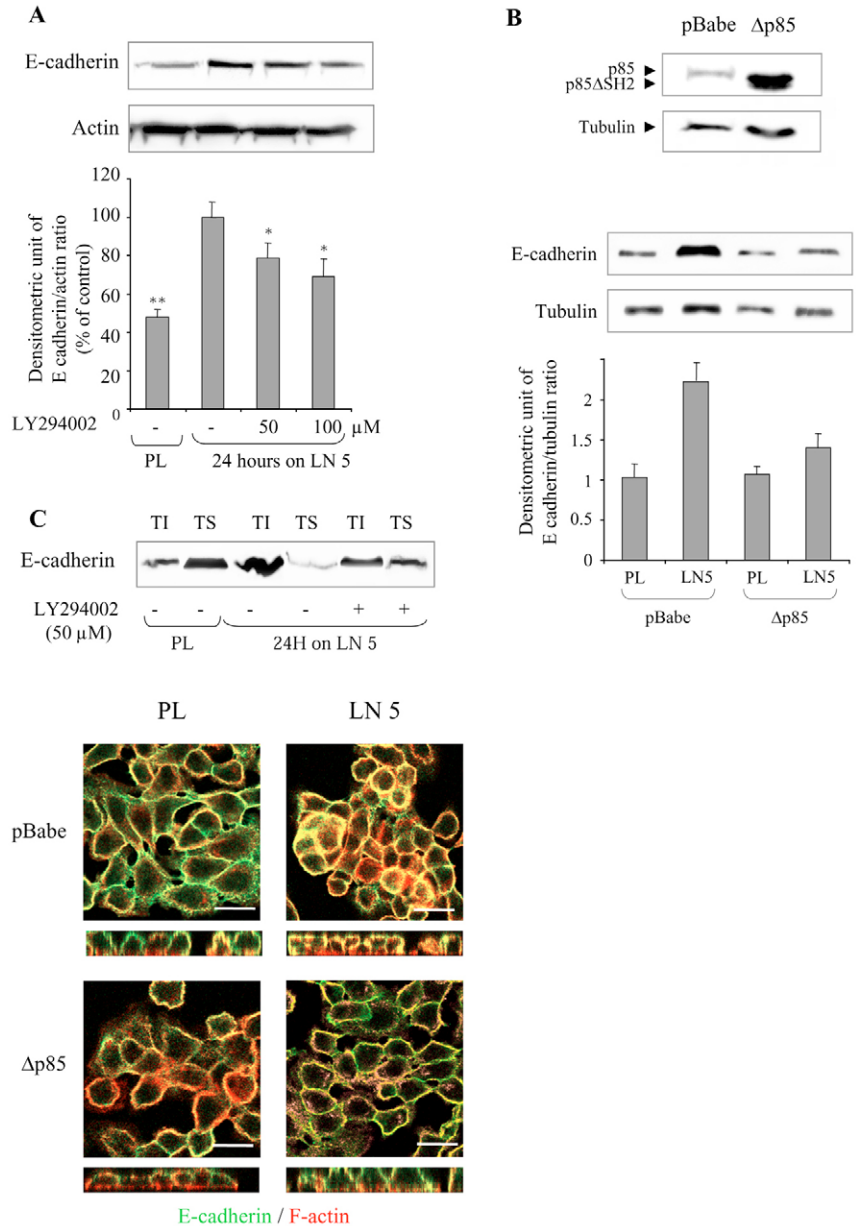 A
E-cadherin
Actin
Densitometric unit of
E cadherin/actin ratio
(% of control)
120
100
80
60
40
20
0
**
*
*
LY294002 - - 50 100 µM
PL 24 hours on LN 5
B
pBabe Δp85
p85
p85ΔSH2
Tubulin
E-cadherin
Tubulin
Densitometric unit of
E cadherin/tubulin ratio
2
1.5
1
0.5
0
PL LN5 PL LN5
pBabe Δp85
C
TI TS TI TS TI TS
E-cadherin
LY294002 - - - - + +
(50 µM)
PL 24H on LN 5
PL LN 5
pBabe
Δp85
E-cadherin / F-actin